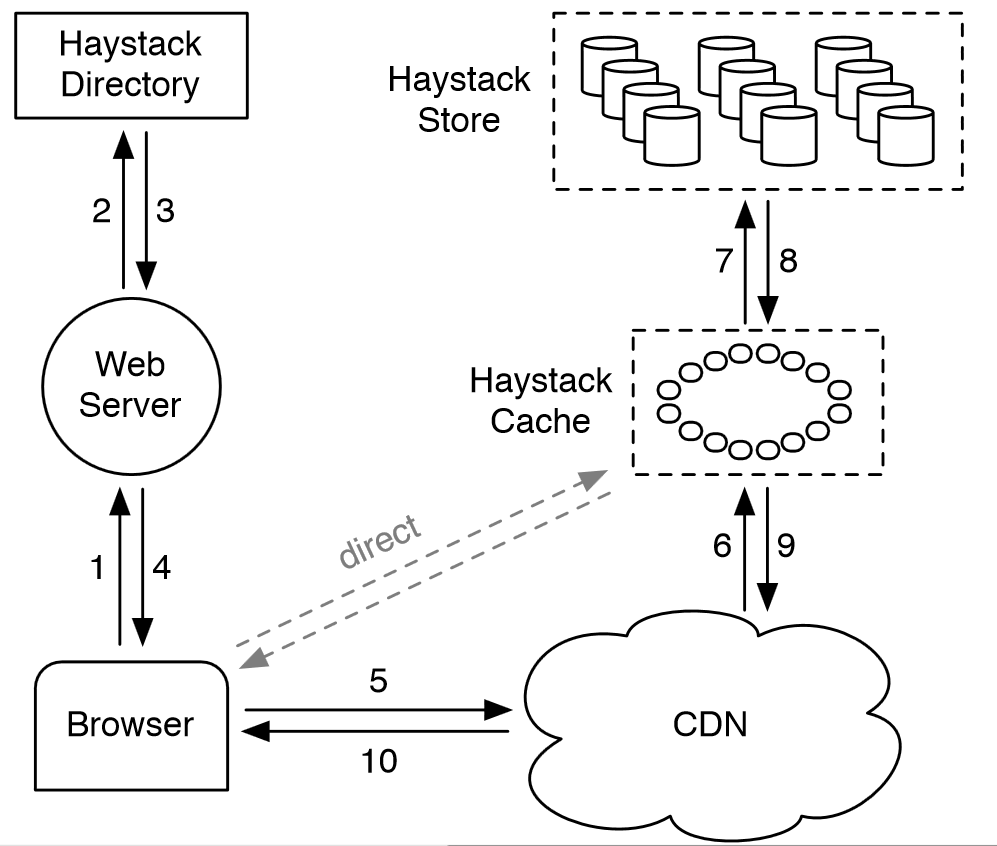 Haystack
Directory
Haystack
Store
2
3
7
8
Web
Server
Haystack
Cache
direct
1
4
6
9
Browser
5
10
CDN